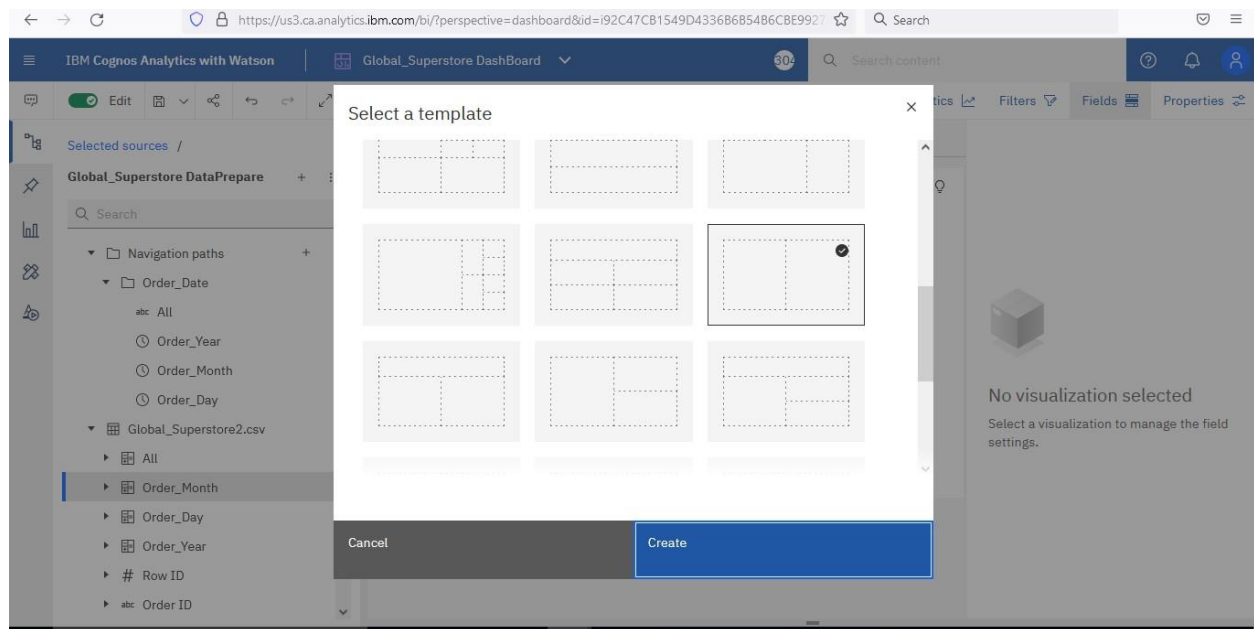 https://us3.ca.analytics.ibm.com/bi/?perspective=dashboard&id=i92C47CB1549D4336B6B54B6CBE9927
Search
IBM Cognos Analytics with Watson
Global_Superstore DashBoard
304
Search content
Edit
tics
Filters
Fields
Properties
Select a template
Selected sources /
Global_Superstore DataPrepare
Search
Navigation paths
Order_Date
abc All
Order_Year
Order_Month
Order_Day
Global_Superstore2.csv
All
Order_Month
Order_Day
Order_Year
# Row ID
abc Order ID
Cancel
Create
No visualization selected
Select a visualization to manage the field
settings.